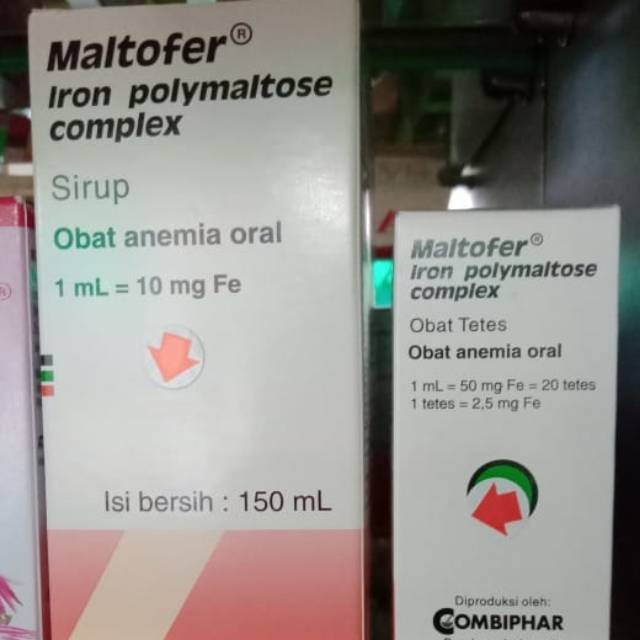 Maltofer®
Iron polymaltose
complex
Sirup
Obat anemia oral
1 mL = 10 mg Fe
Isi bersih : 150 mL
Maltofer®
Iron polymaltose
complex
Obat Tetes
Obat anemia oral
1 mL = 50 mg Fe = 20 tetes
1 tetes = 2,5 mg Fe
Diproduksi oleh:
COMBIPHAR